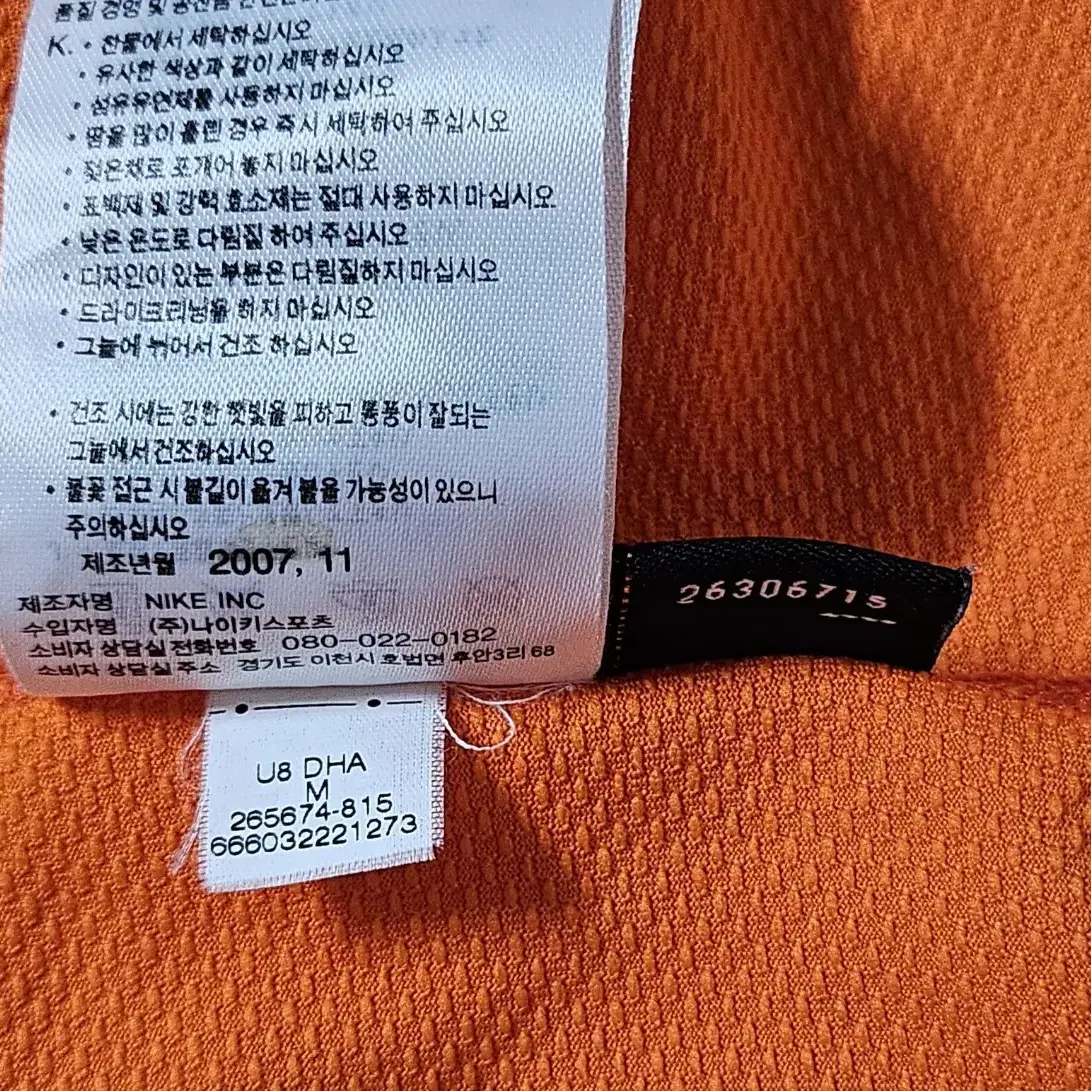 품질 경영 및 공산품
K. • 찬물에서 세탁하십시오
• 유사한 색상과 같이 세탁하십시오
• 섬유유연제를 사용하지 마십시오
• 땀을 많이 흘린 경우 즉시 세탁하여 주십시오
• 젖은채로 포개어 놓지 마십시오
• 표백제 및 강력 효소제는 절대 사용하지 마십시오
• 낮은 온도로 다림질 하여 주십시오
• 디자인이 있는 부분은 다림질하지 마십시오
• 드라이크리닝을 하지 마십시오
• 그늘에 뉘어서 건조 하십시오
• 건조 시에는 강한 햇빛을 피하고 통풍이 잘되는
그늘에서 건조하십시오
• 불꽃 접근 시 불길이 옮겨 붙을 가능성이 있으니
주의하십시오
제조년월 2007, 11
제조자명 NIKE INC
수입자명 (주)나이키스포츠
소비자 상담실 전화번호 080-022-0182
소비자 상담실 주소 경기도 이천시 호법면 후안3리 68
26306715
U8 DHA
M
265674-815
666032221273